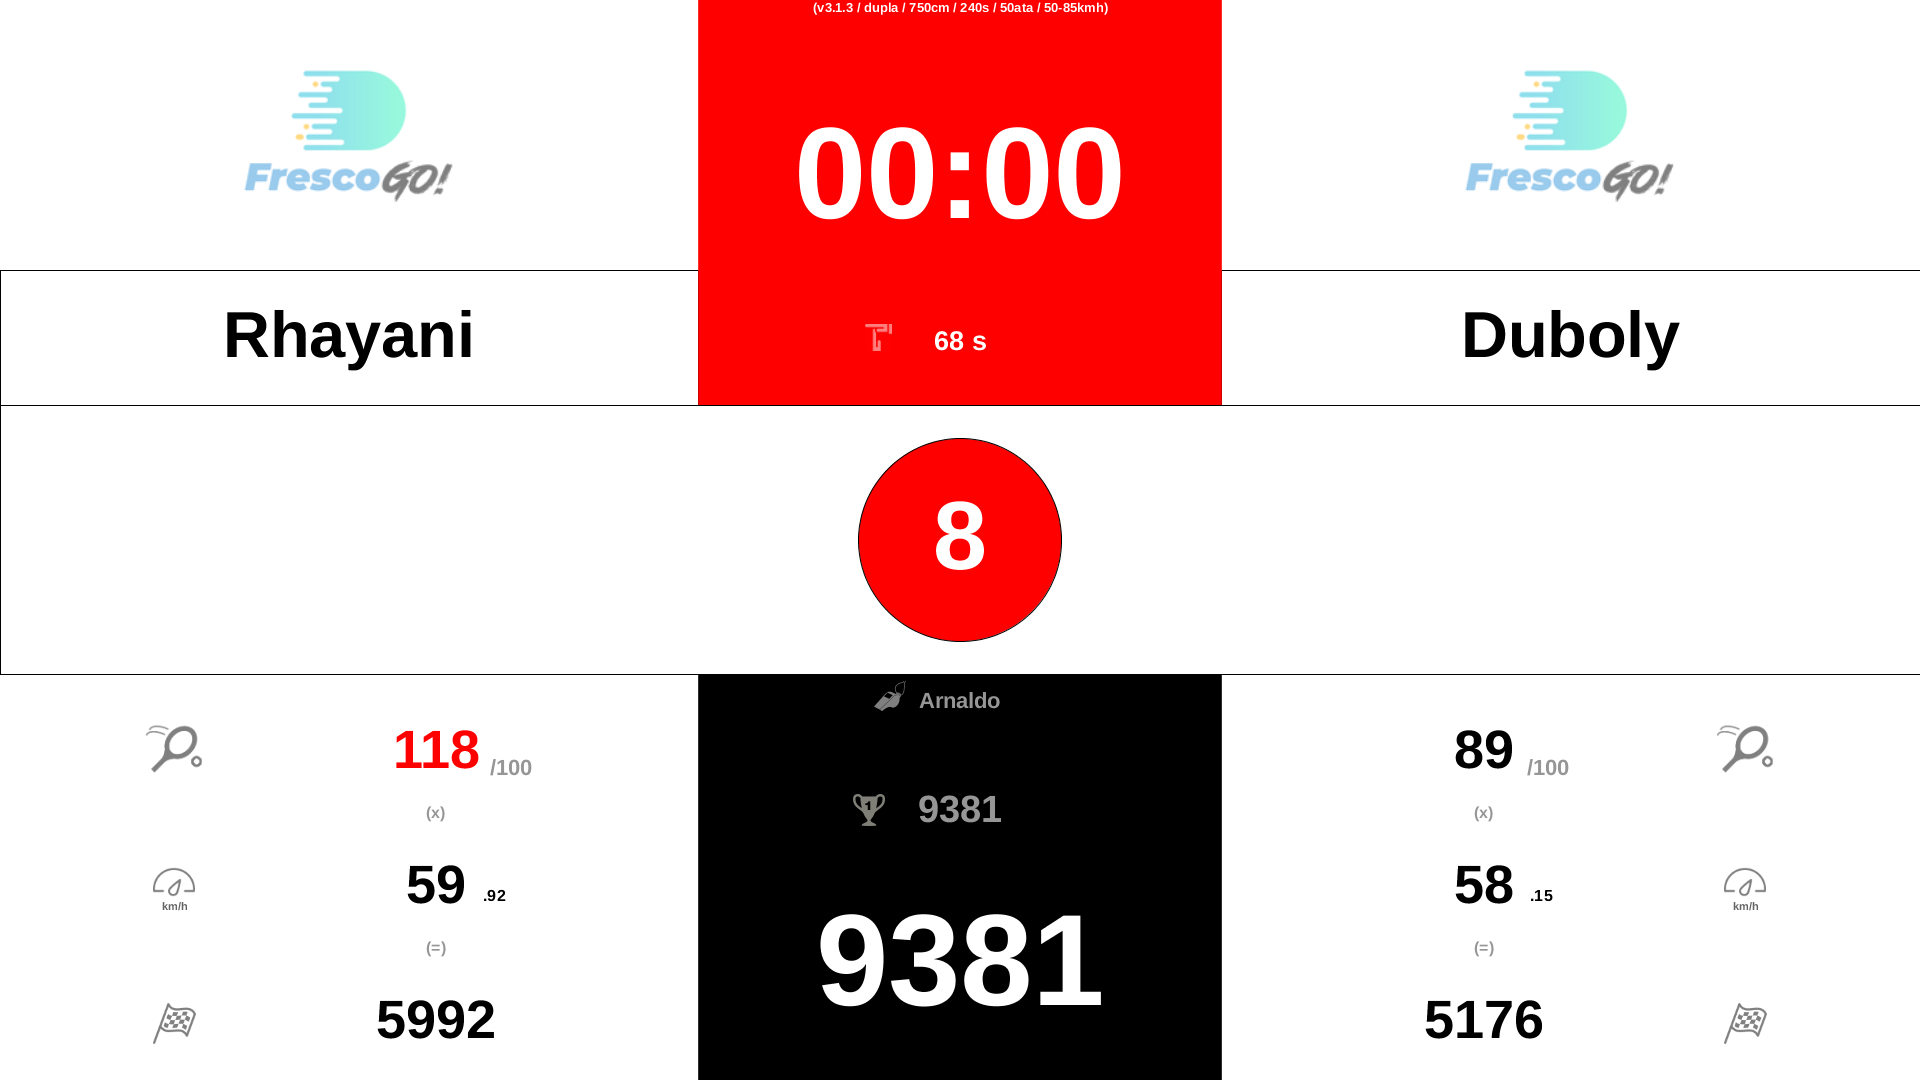 (v3.1.3 / dupla / 750cm / 240s / 50ata / 50-85kmh)
FrescoGO!
00:00
FrescoGO!
Rhayani
68 s
Duboly
8
Arnaldo
118 /100
89 /100
(x)
9381
(x)
59 .92
km/h
58 .15
km/h
(=)
9381
(=)
5992
5176